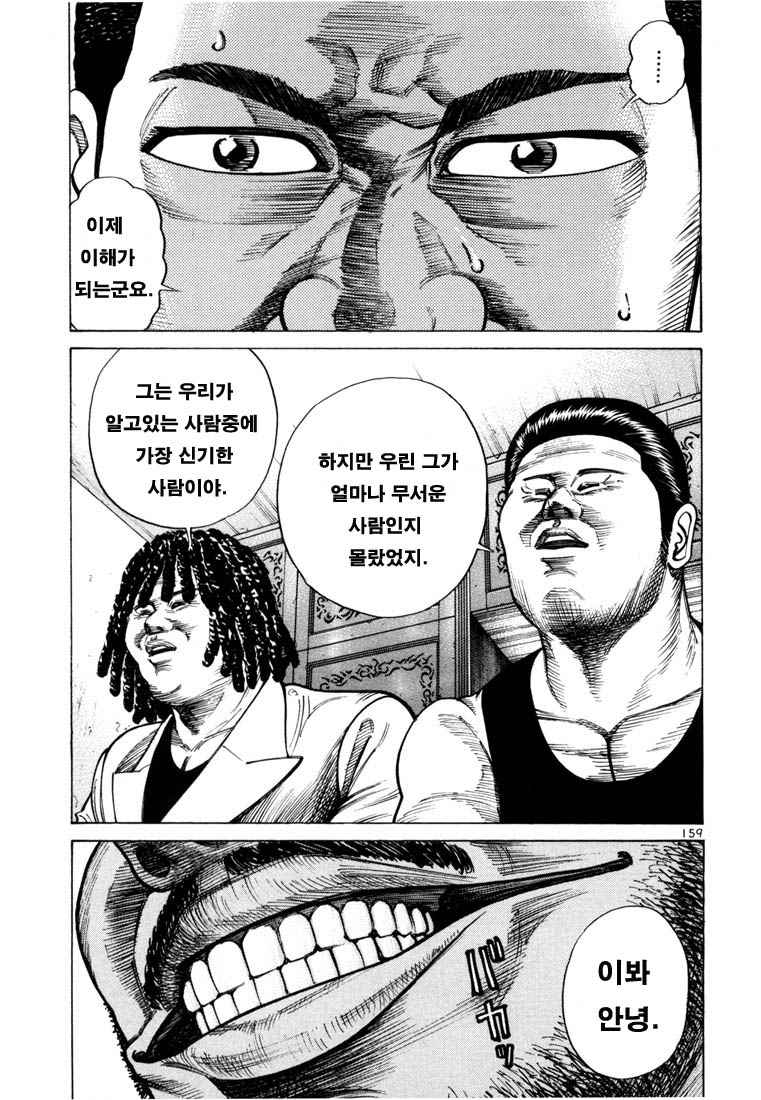 ……
이제
이해가
되는군요.
그는 우리가
알고있는 사람중에
가장 신기한
사람이야.
하지만 우린 그가
얼마나 무서운
사람인지
몰랐었지.
159
이봐
안녕.